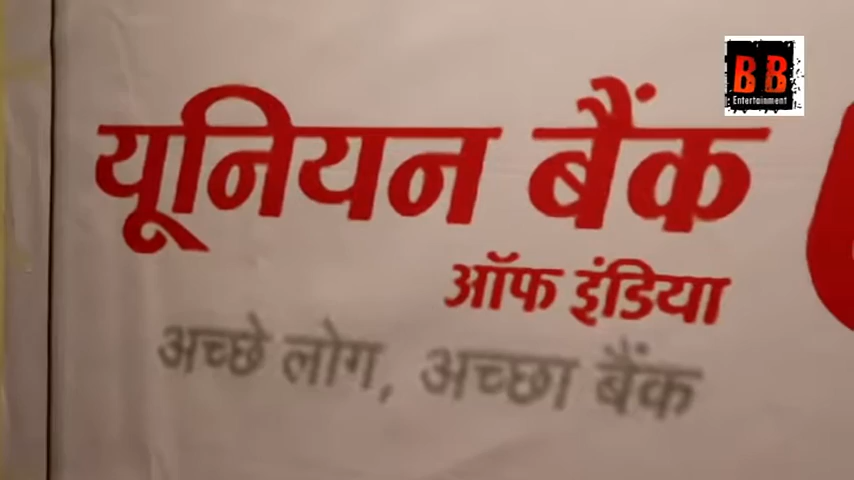 BB
Entertainment
यूनियन बैंक
ऑफ इंडिया
अच्छे लोग, अच्छा बैंक